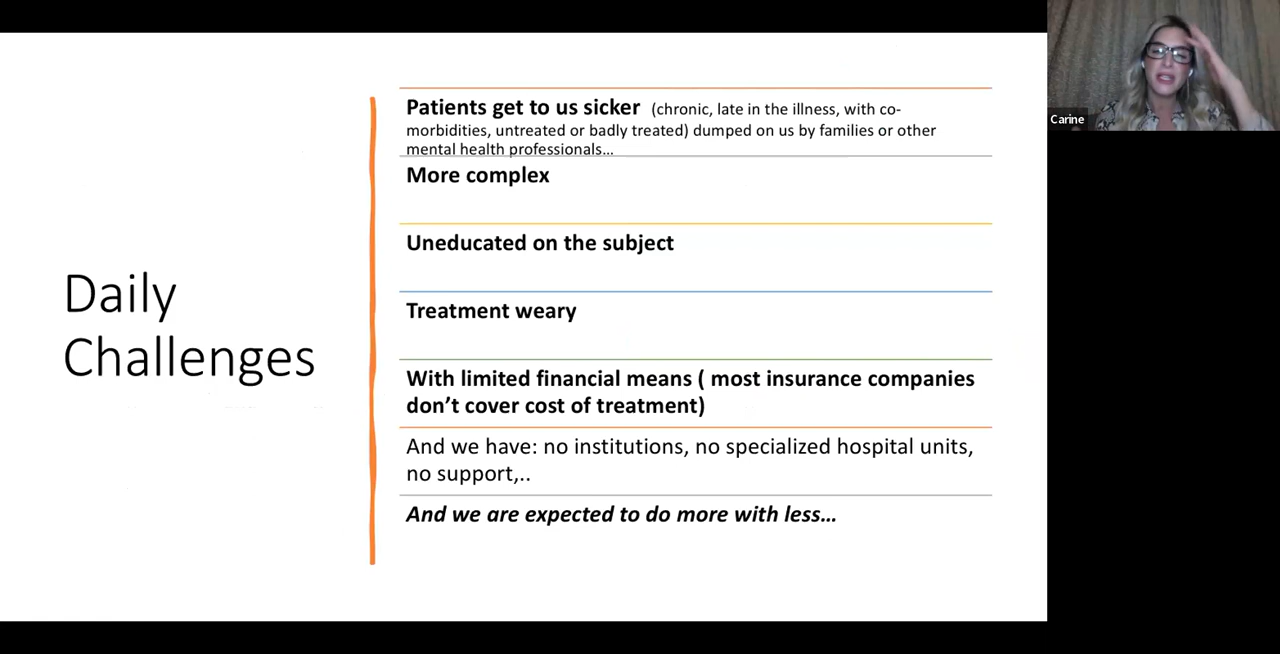 Daily
Challenges
Patients get to us sicker (chronic, late in the illness, with co-
morbidities, untreated or badly treated) dumped on us by families or other
mental health professionals...
More complex
Uneducated on the subject
Treatment weary
With limited financial means ( most insurance companies
don't cover cost of treatment)
And we have: no institutions, no specialized hospital units,
no support,..
And we are expected to do more with less...
Carine